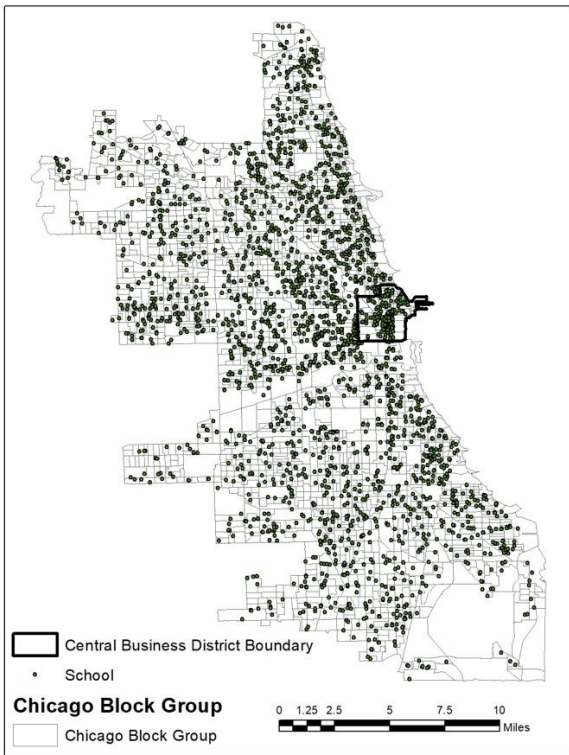 Central Business District Boundary
School
Chicago Block Group
Chicago Block Group
0 1.25 2.5 5 7.5 10
Miles